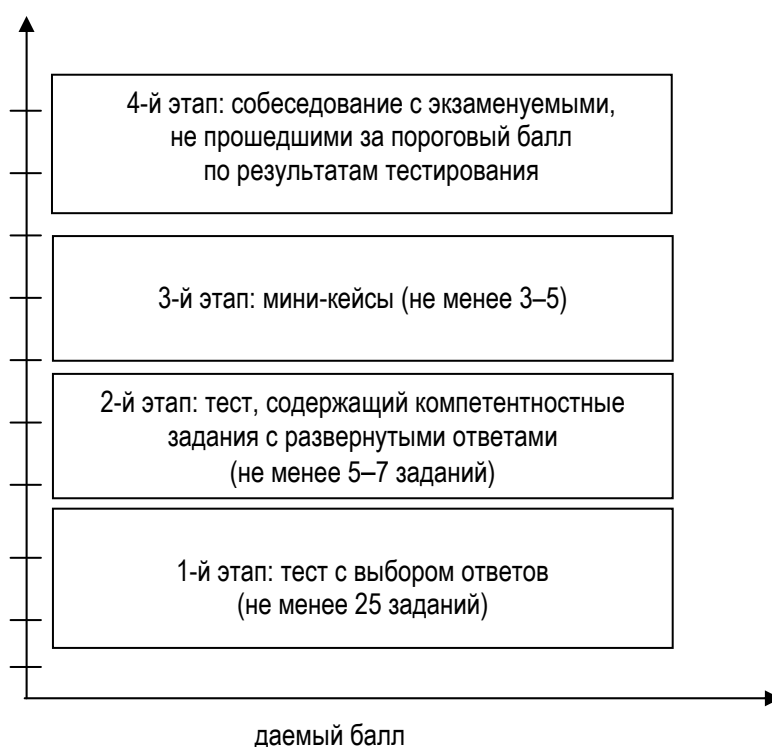 4-й этап: собеседование с экзаменуемыми,
не прошедшими за пороговый балл
по результатам тестирования
3-й этап: мини-кейсы (не менее 3–5)
2-й этап: тест, содержащий компетентностные
задания с развернутыми ответами
(не менее 5–7 заданий)
1-й этап: тест с выбором ответов
(не менее 25 заданий)
даемый балл